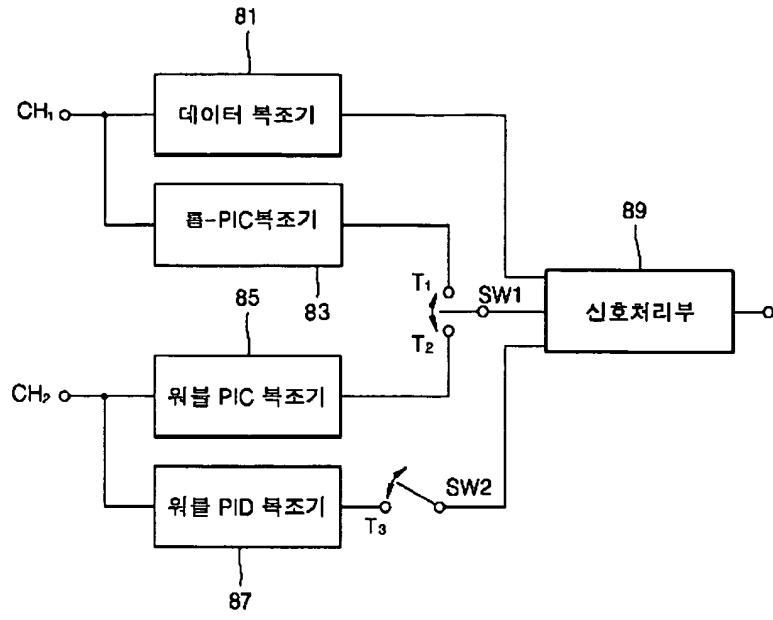 81
CH₁
데이터 복조기
롬-PIC복조기
83
89
T₁
SW1
T₂
신호처리부
85
CH₂
워블 PIC 복조기
워블 PID 복조기
SW2
T₃
87